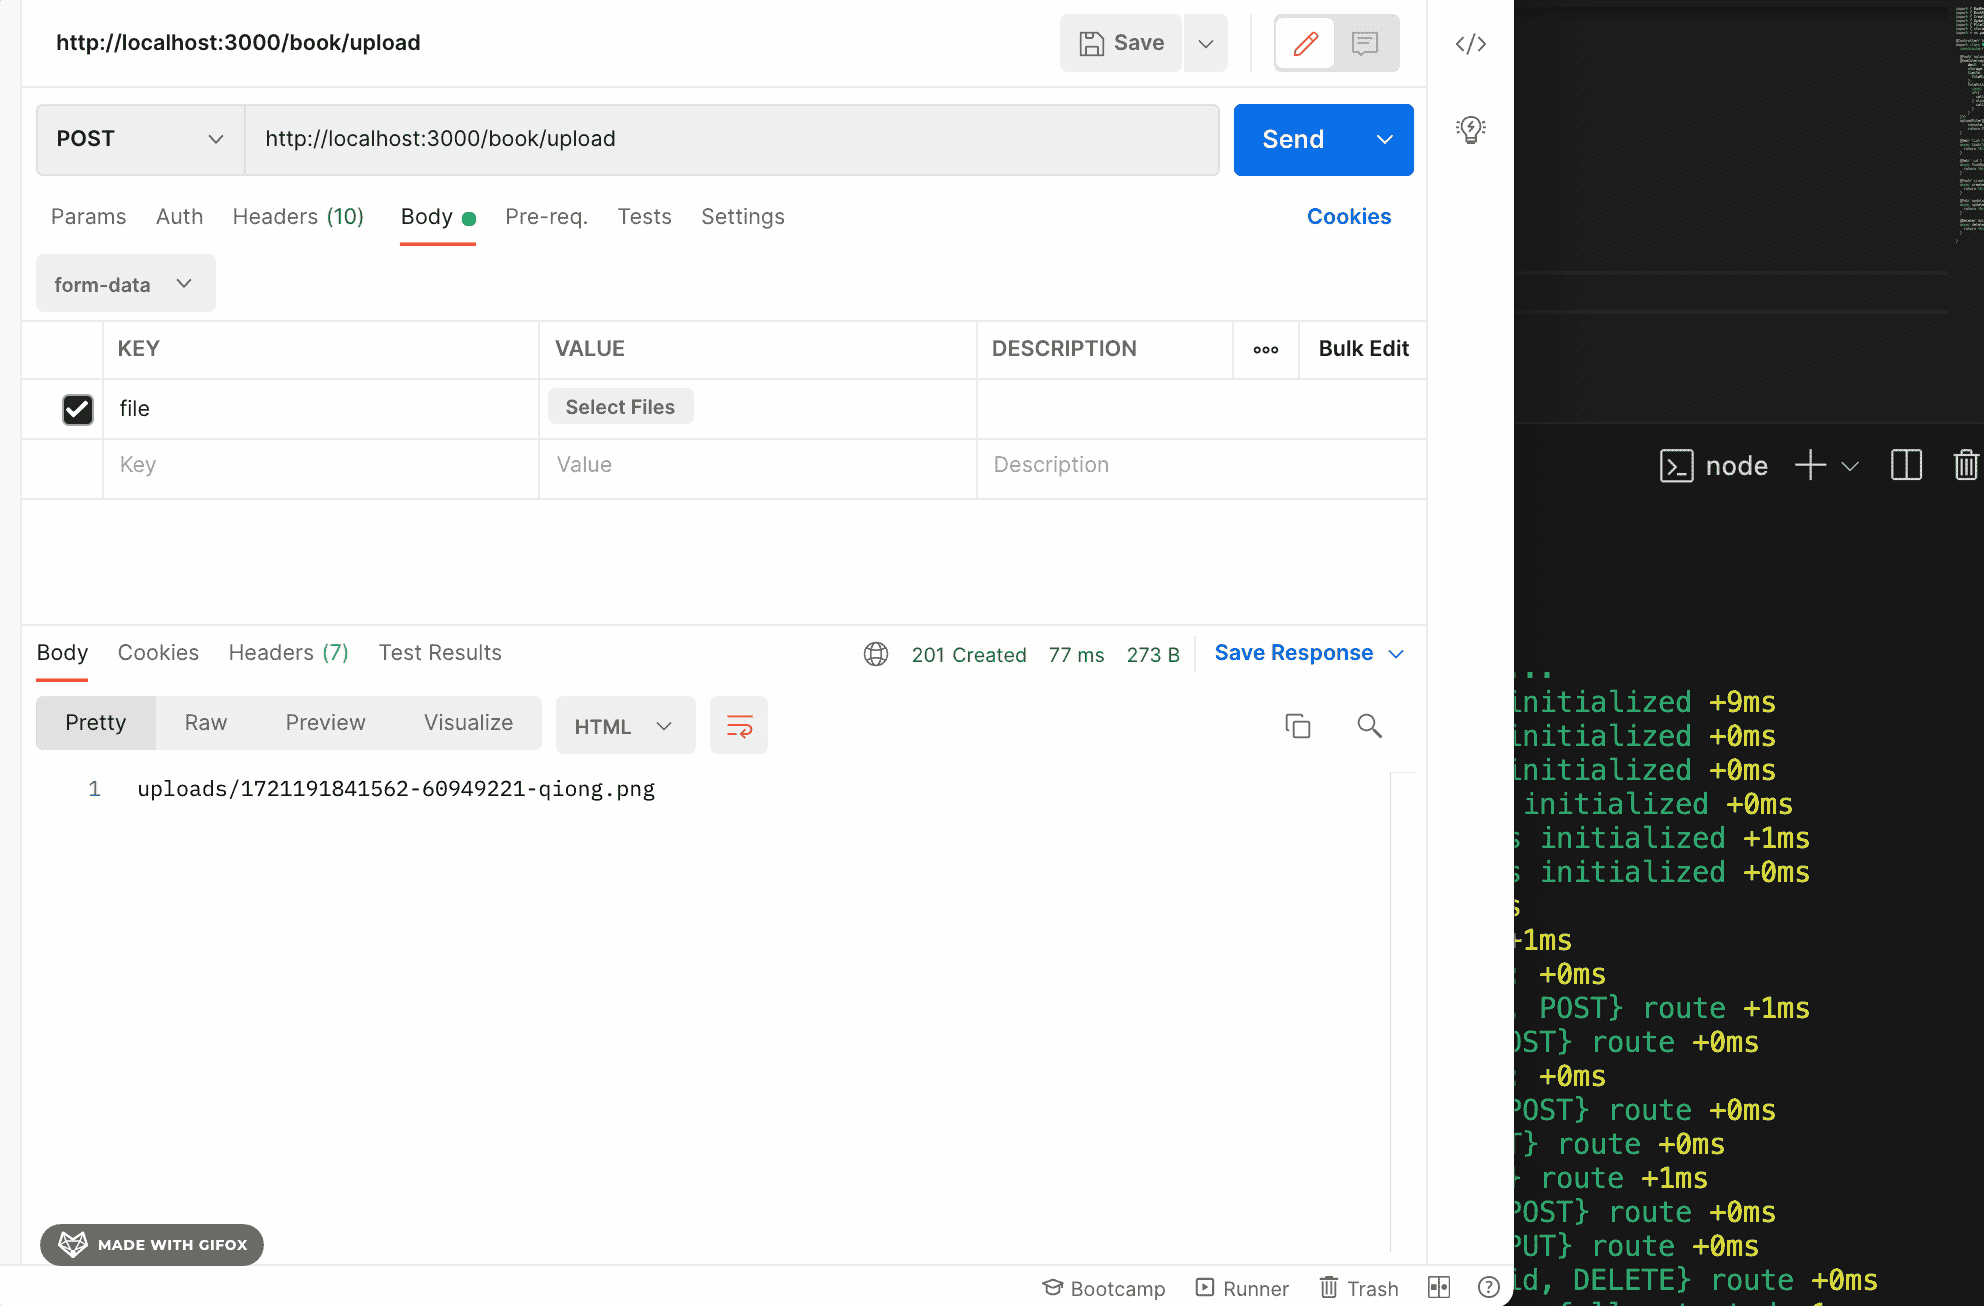 http://localhost:3000/book/upload
Save
POST
http://localhost:3000/book/upload
Send
Params
Auth
Headers (10)
Body
Pre-req.
Tests
Settings
Cookies
form-data
KEY
VALUE
DESCRIPTION
Bulk Edit
file
Select Files
Key
Value
Description
Body
Cookies
Headers (7)
Test Results
201 Created
77 ms
273 B
Save Response
Pretty
Raw
Preview
Visualize
HTML
1 uploads/1721191841562-60949221-qiong.png
MADE WITH GIFOX
Bootcamp
Runner
Trash
node
initialized +9ms
initialized +0ms
initialized +0ms
initialized +0ms
initialized +1ms
initialized +0ms
+1ms
+0ms
POST} route +1ms
route +0ms
+0ms
POST} route +0ms
route +0ms
route +1ms
POST} route +0ms
PUT} route +0ms
id, DELETE} route +0ms